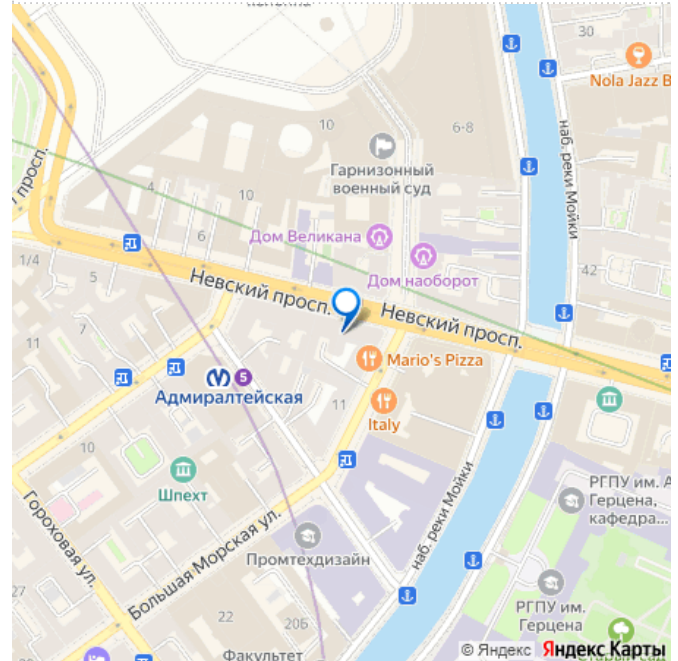 30
Nola Jazz B
6-8
10
наб. реки Мойки
Гарнизонный
военный суд
просп.
4
10
6
Дом Великана
Дом наоборот
42
1/4
5
Невский просп.
Невский просп.
11
7
Mario's Pizza
5
Адмиралтейская
11
Italy
10
Шпехт
РГПУ им. А
Герцена,
кафедра...
наб. реки Мойки
Гороховая ул.
Большая Морская ул.
Промтехдизайн
27
22
20Б
РГПУ им.
Герцена
Факультет
© Яндекс Яндекс Карты